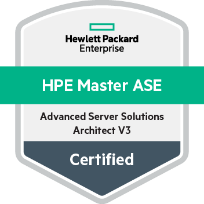 Hewlett Packard
Enterprise
HPE Master ASE
Advanced Server Solutions
Architect V3
Certified